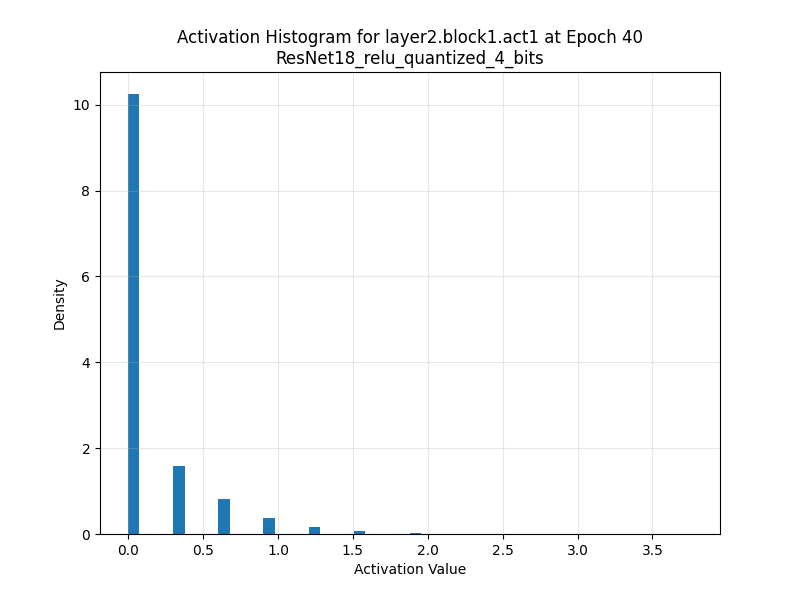 Activation Histogram for layer2.block1.act1 at Epoch 40
ResNet18_relu_quantized_4_bits
10
8
6
4
2
0
Density
0.0 0.5 1.0 1.5 2.0 2.5 3.0 3.5
Activation Value